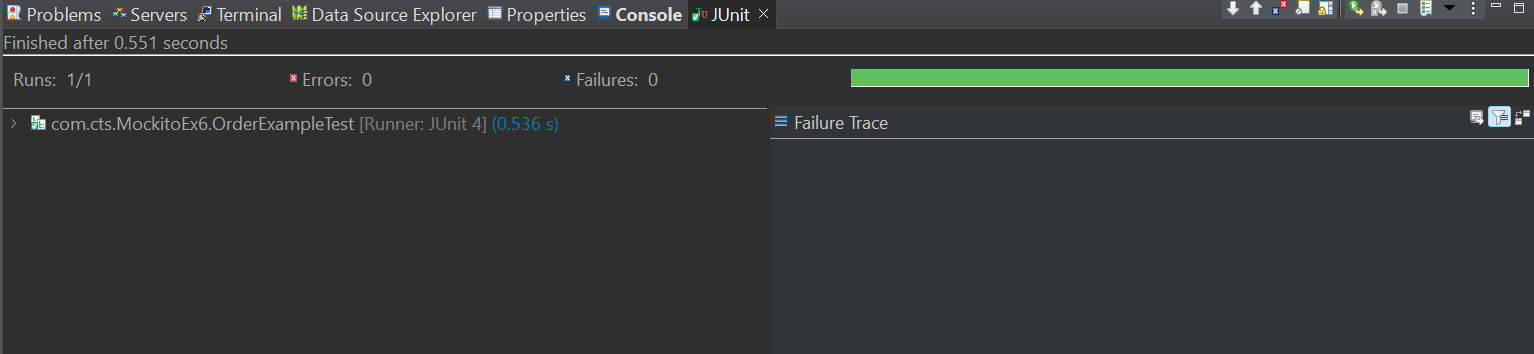 Problems Servers Terminal Data Source Explorer Properties Console JUnit
Finished after 0.551 seconds
Runs: 1/1 Errors: 0 Failures: 0
com.cts.MockitoEx6.OrderExampleTest [Runner: JUnit 4] (0.536 s)
Failure Trace